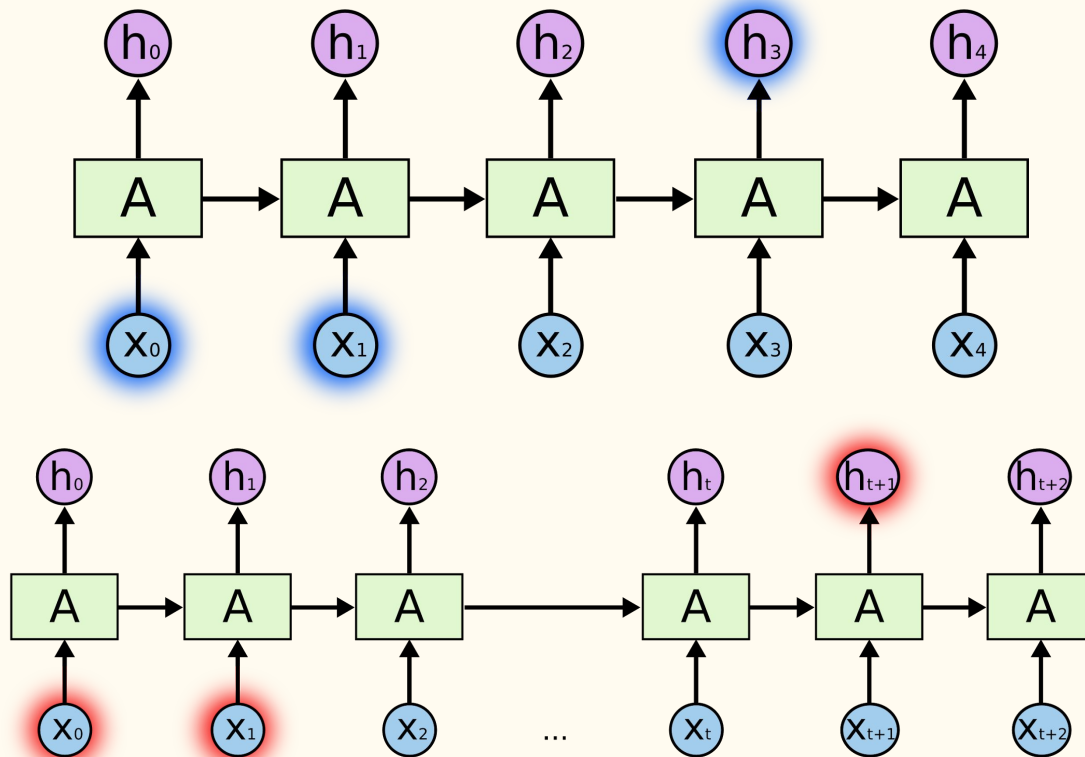 h₀ h₁ h₂ h₃ h₄
A A A A A
x₀ x₁ x₂ x₃ x₄
h₀ h₁ h₂ hₜ hₜ₊₁ hₜ₊₂
A A A A A A
x₀ x₁ x₂ ... xₜ xₜ₊₁ xₜ₊₂